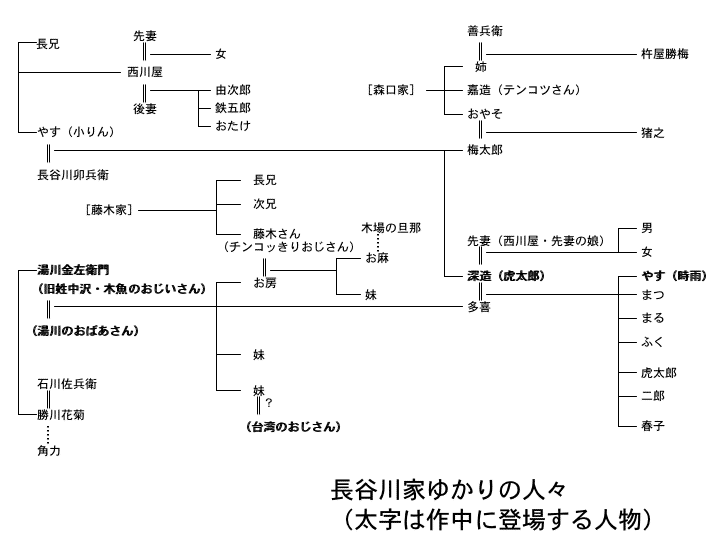 長兄
先妻
女
西川屋
後妻
由次郎
鉄五郎
おたけ
やす（小りん）
長谷川卯兵衛
善兵衛
姉
杵屋勝梅
［森口家］
嘉造（テンコツさん）
おやそ
猪之
梅太郎
［藤木家］
長兄
次兄
藤木さん
（チンコッきりおじさん）
お房
木場の旦那
お麻
妹
先妻（西川屋・先妻の娘）
男
女
深造（虎太郎）
多喜
やす（時雨）
まつ
まる
ふく
虎太郎
二郎
春子
湯川金左衛門
（旧姓中沢・木魚のおじいさん）
（湯川のおばあさん）
妹
妹
？
（台湾のおじさん）
石川佐兵衛
勝川花菊
角力
長谷川家ゆかりの人々
（太字は作中に登場する人物）